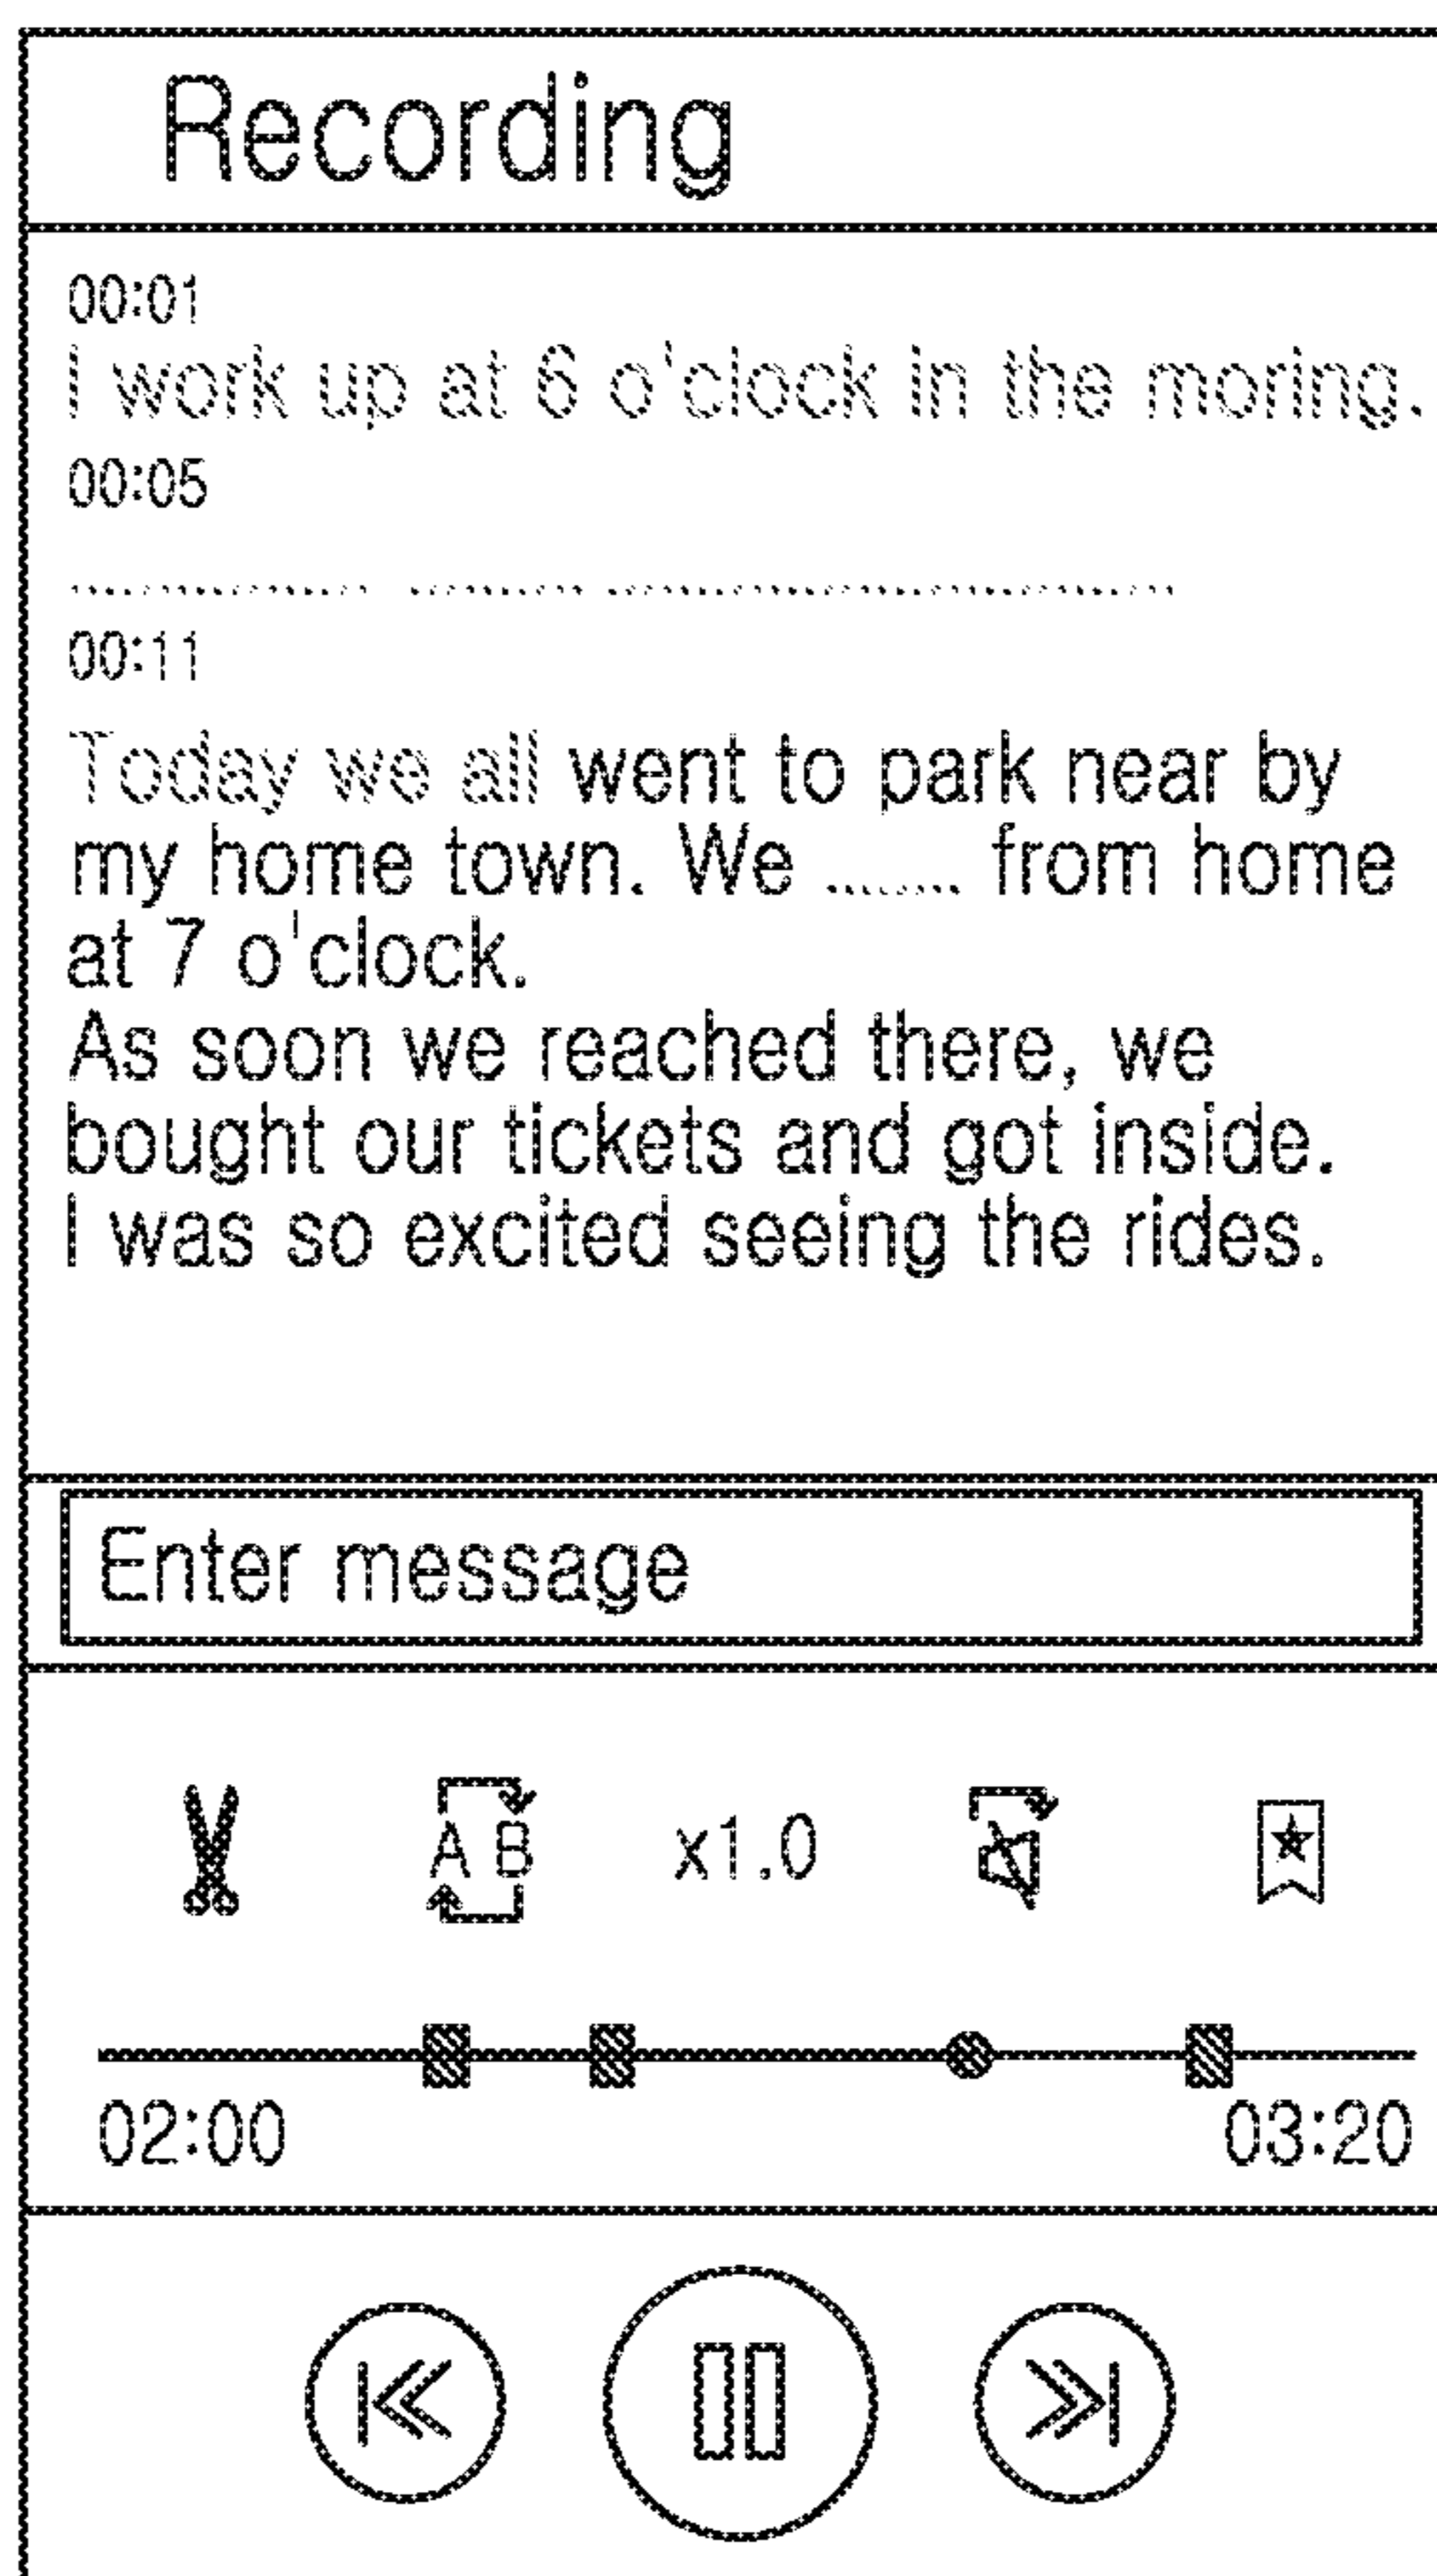 Recording
00:01
I work up at 6 o'clock in the moring.
00:05
................ ......... ..............................
00:11
Today we all went to park near by
my home town. We ....... from home
at 7 o'clock.
As soon we reached there, we
bought our tickets and got inside.
I was so excited seeing the rides.
Enter message
A B x1.0
02:00 03:20